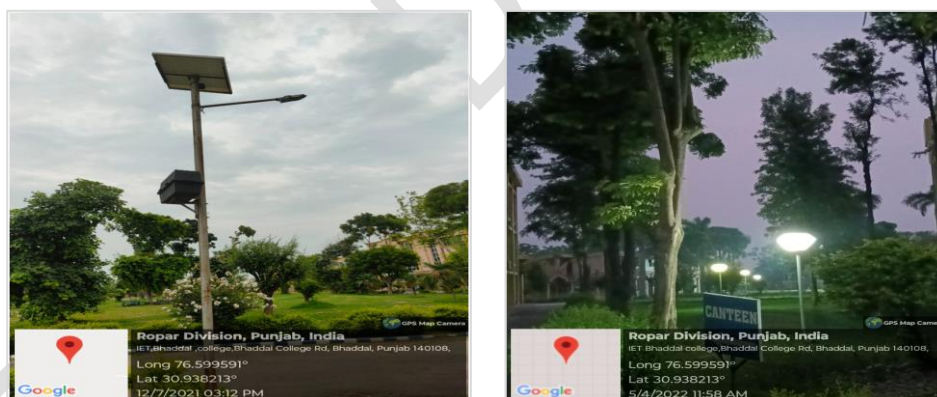 GPS Map Camera
Ropar Division, Punjab, India
IET,Bhaddal ,college,Bhaddal College Rd, Bhaddal, Punjab 140108,
Long 76.599591°
Lat 30.938213°
12/7/2021 03:12 PM
Google
CANTEEN
GPS Map Camera
Ropar Division, Punjab, India
IET Bhaddal college,Bhaddal College Rd, Bhaddal, Punjab 140108,
Long 76.599591°
Lat 30.938213°
5/4/2022 11:58 AM
Google